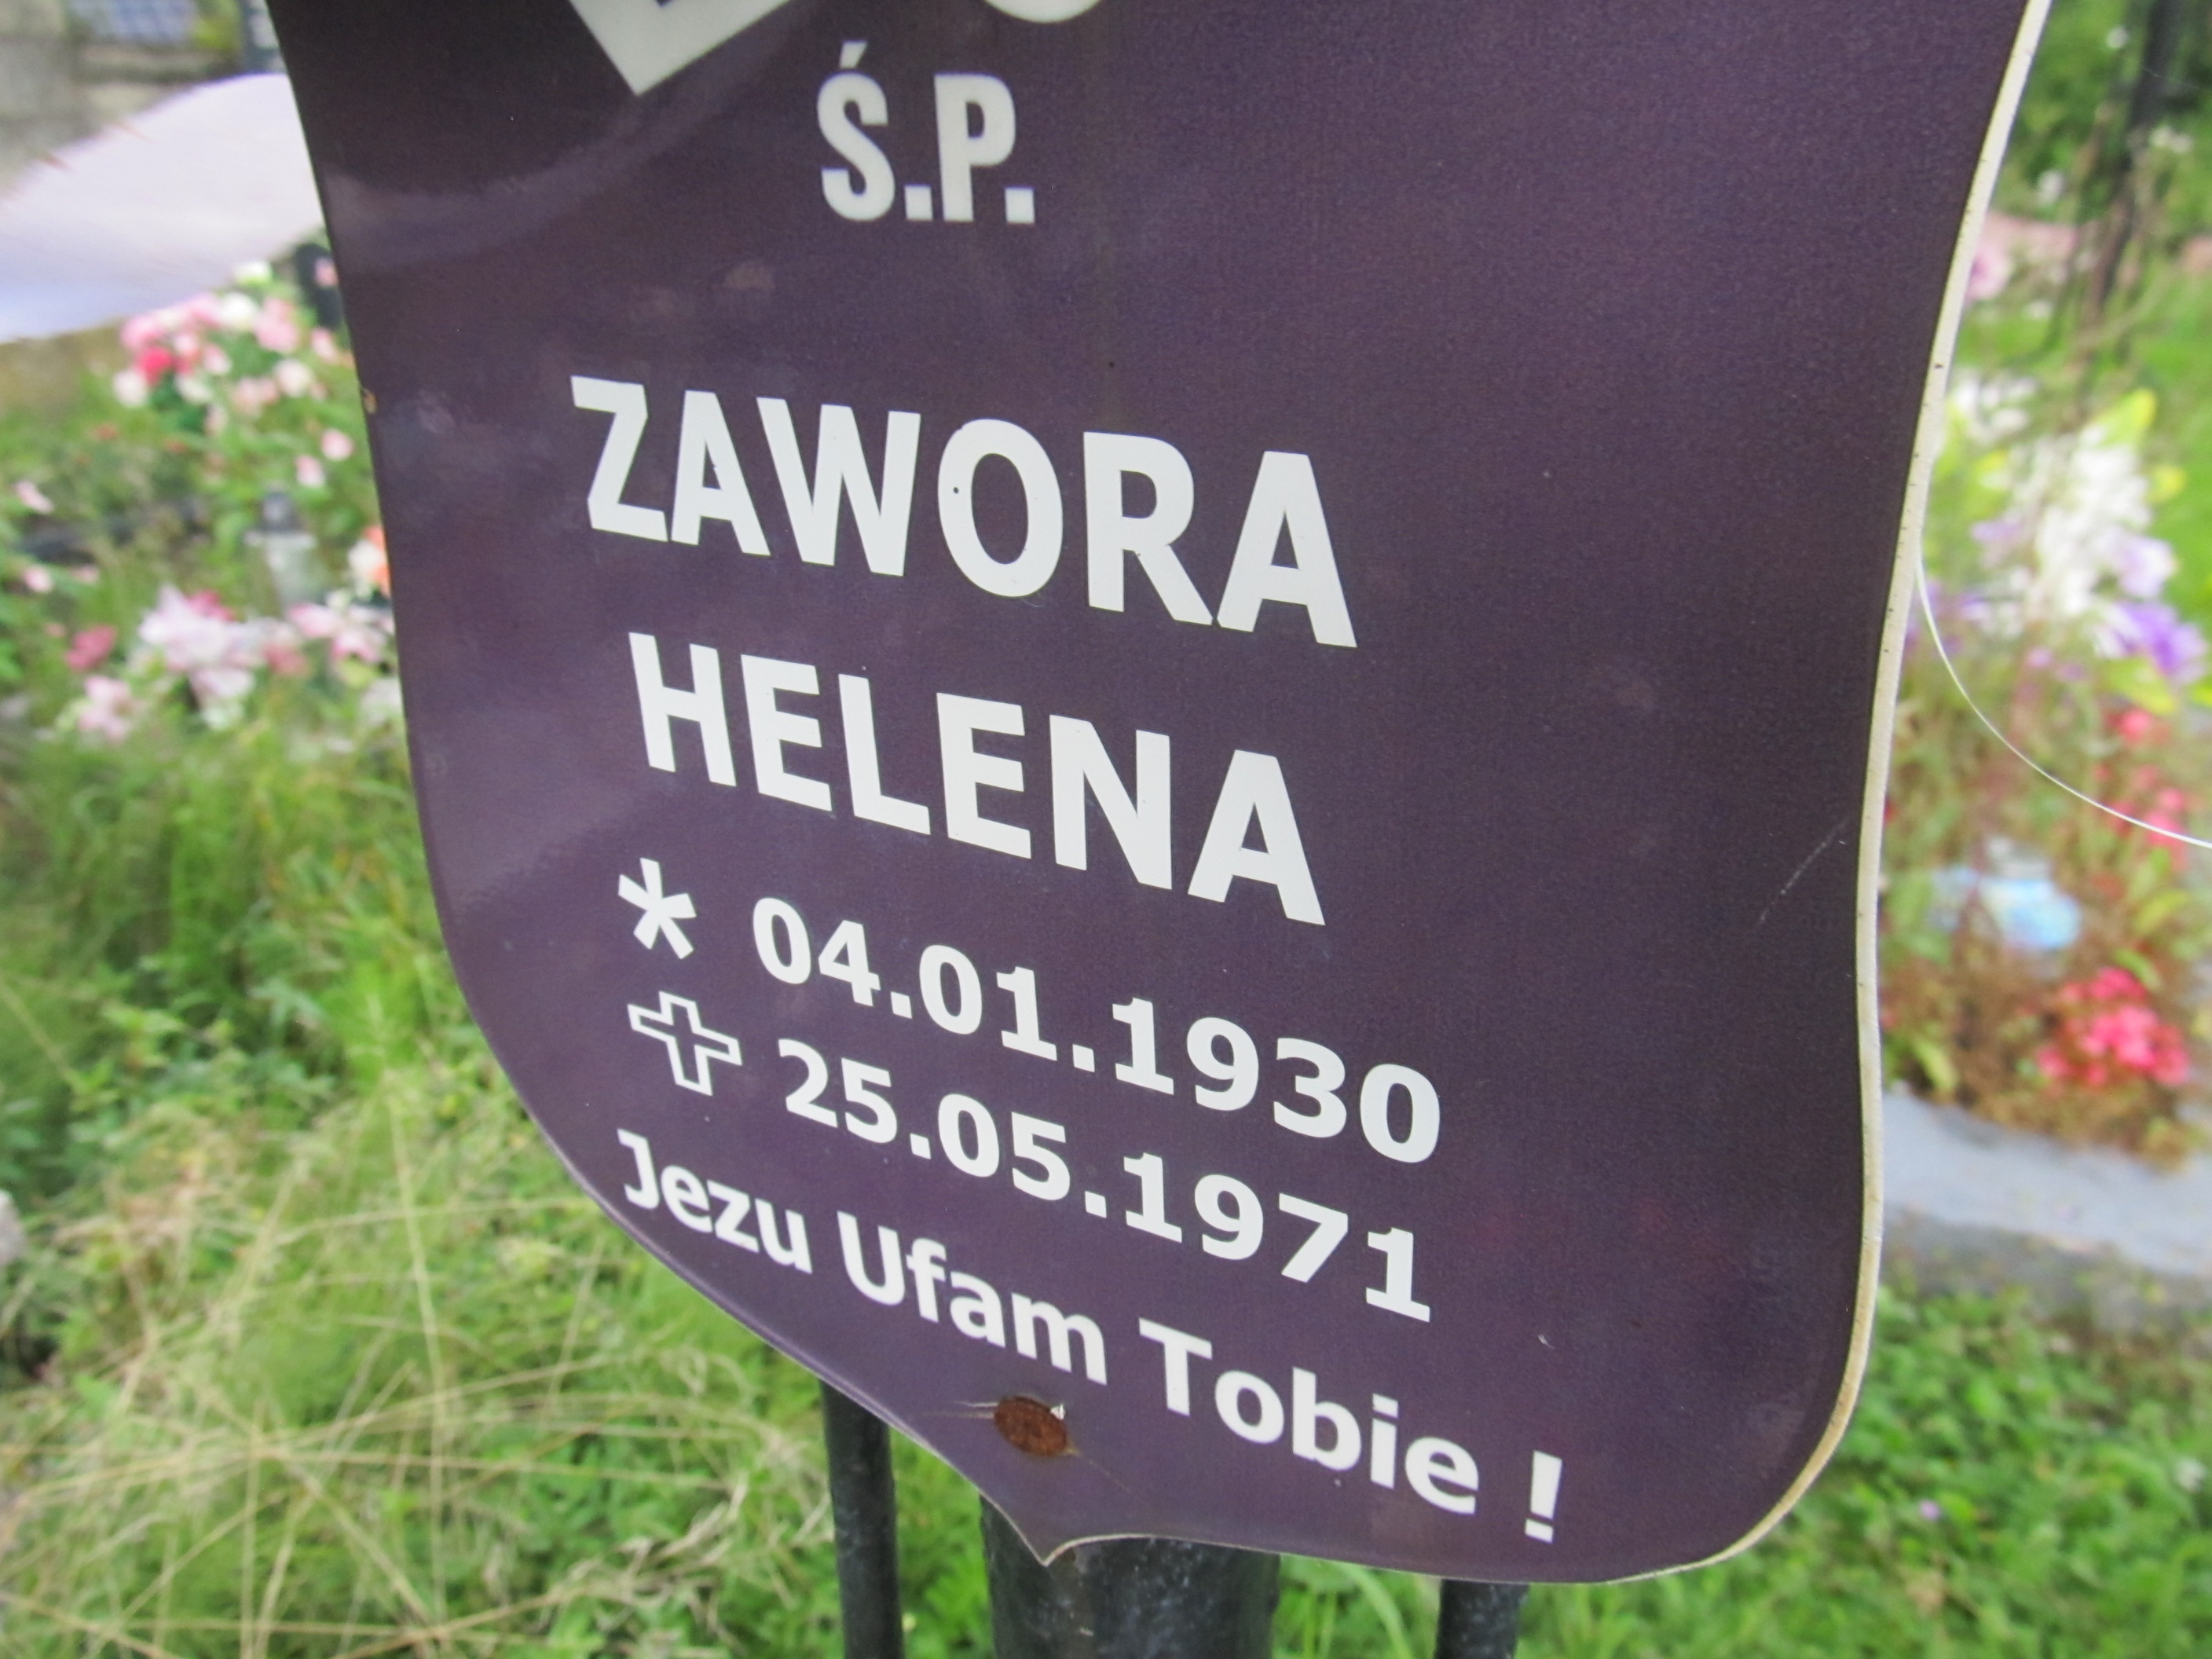 Ś.P.
ZAWORA
HELENA
* 04.01.1930
✝ 25.05.1971
Jezu Ufam Tobie !